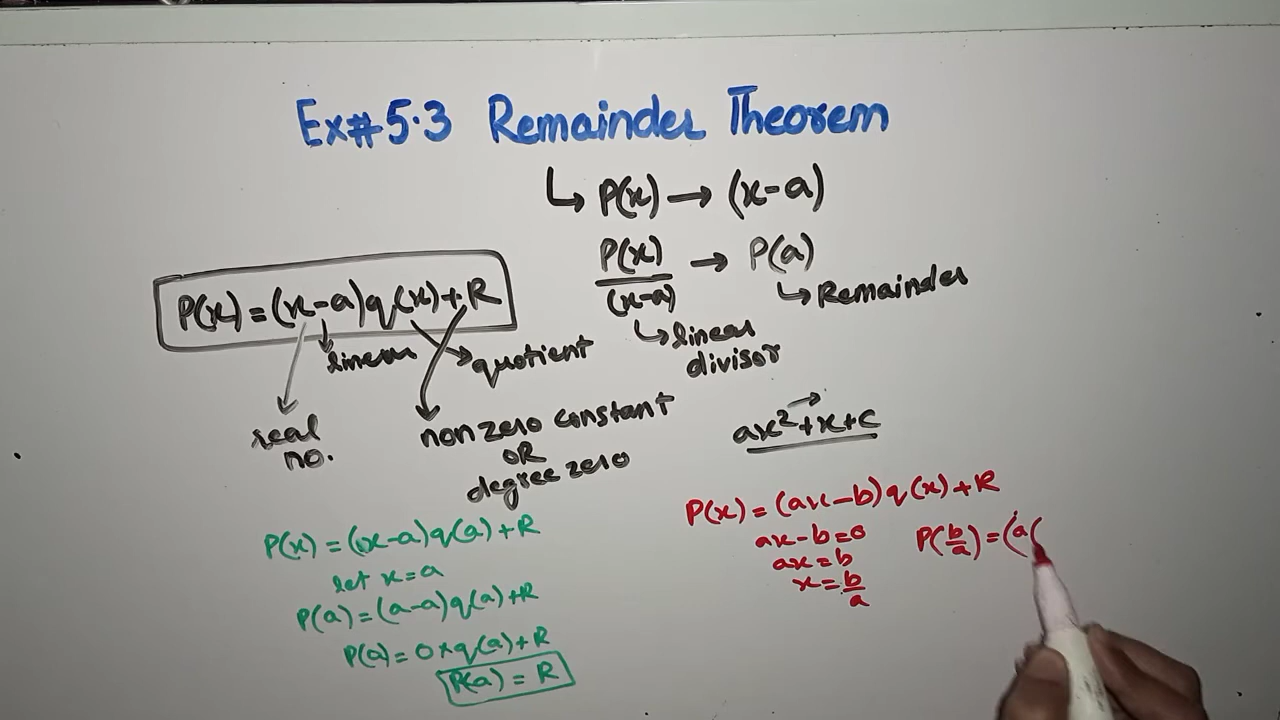 Ex#5.3 Remainder Theorem
↳ P(x) → (x-a)
P(x)/(x-a) → P(a)
↳ Remainder
↳ linear
divisor
P(x) = (x-a)q(x)+R
linear
quotient
real
no.
non zero constant
OR
degree zero
ax²+x+c
P(x) = (x-a)q(a)+R
let x=a
P(a) = (a-a)q(a)+R
P(a) = 0×q(a)+R
P(a) = R
P(x) = (ax-b)q(x)+R
ax-b=0
ax=b
x=b/a
P(b/a)=(a(